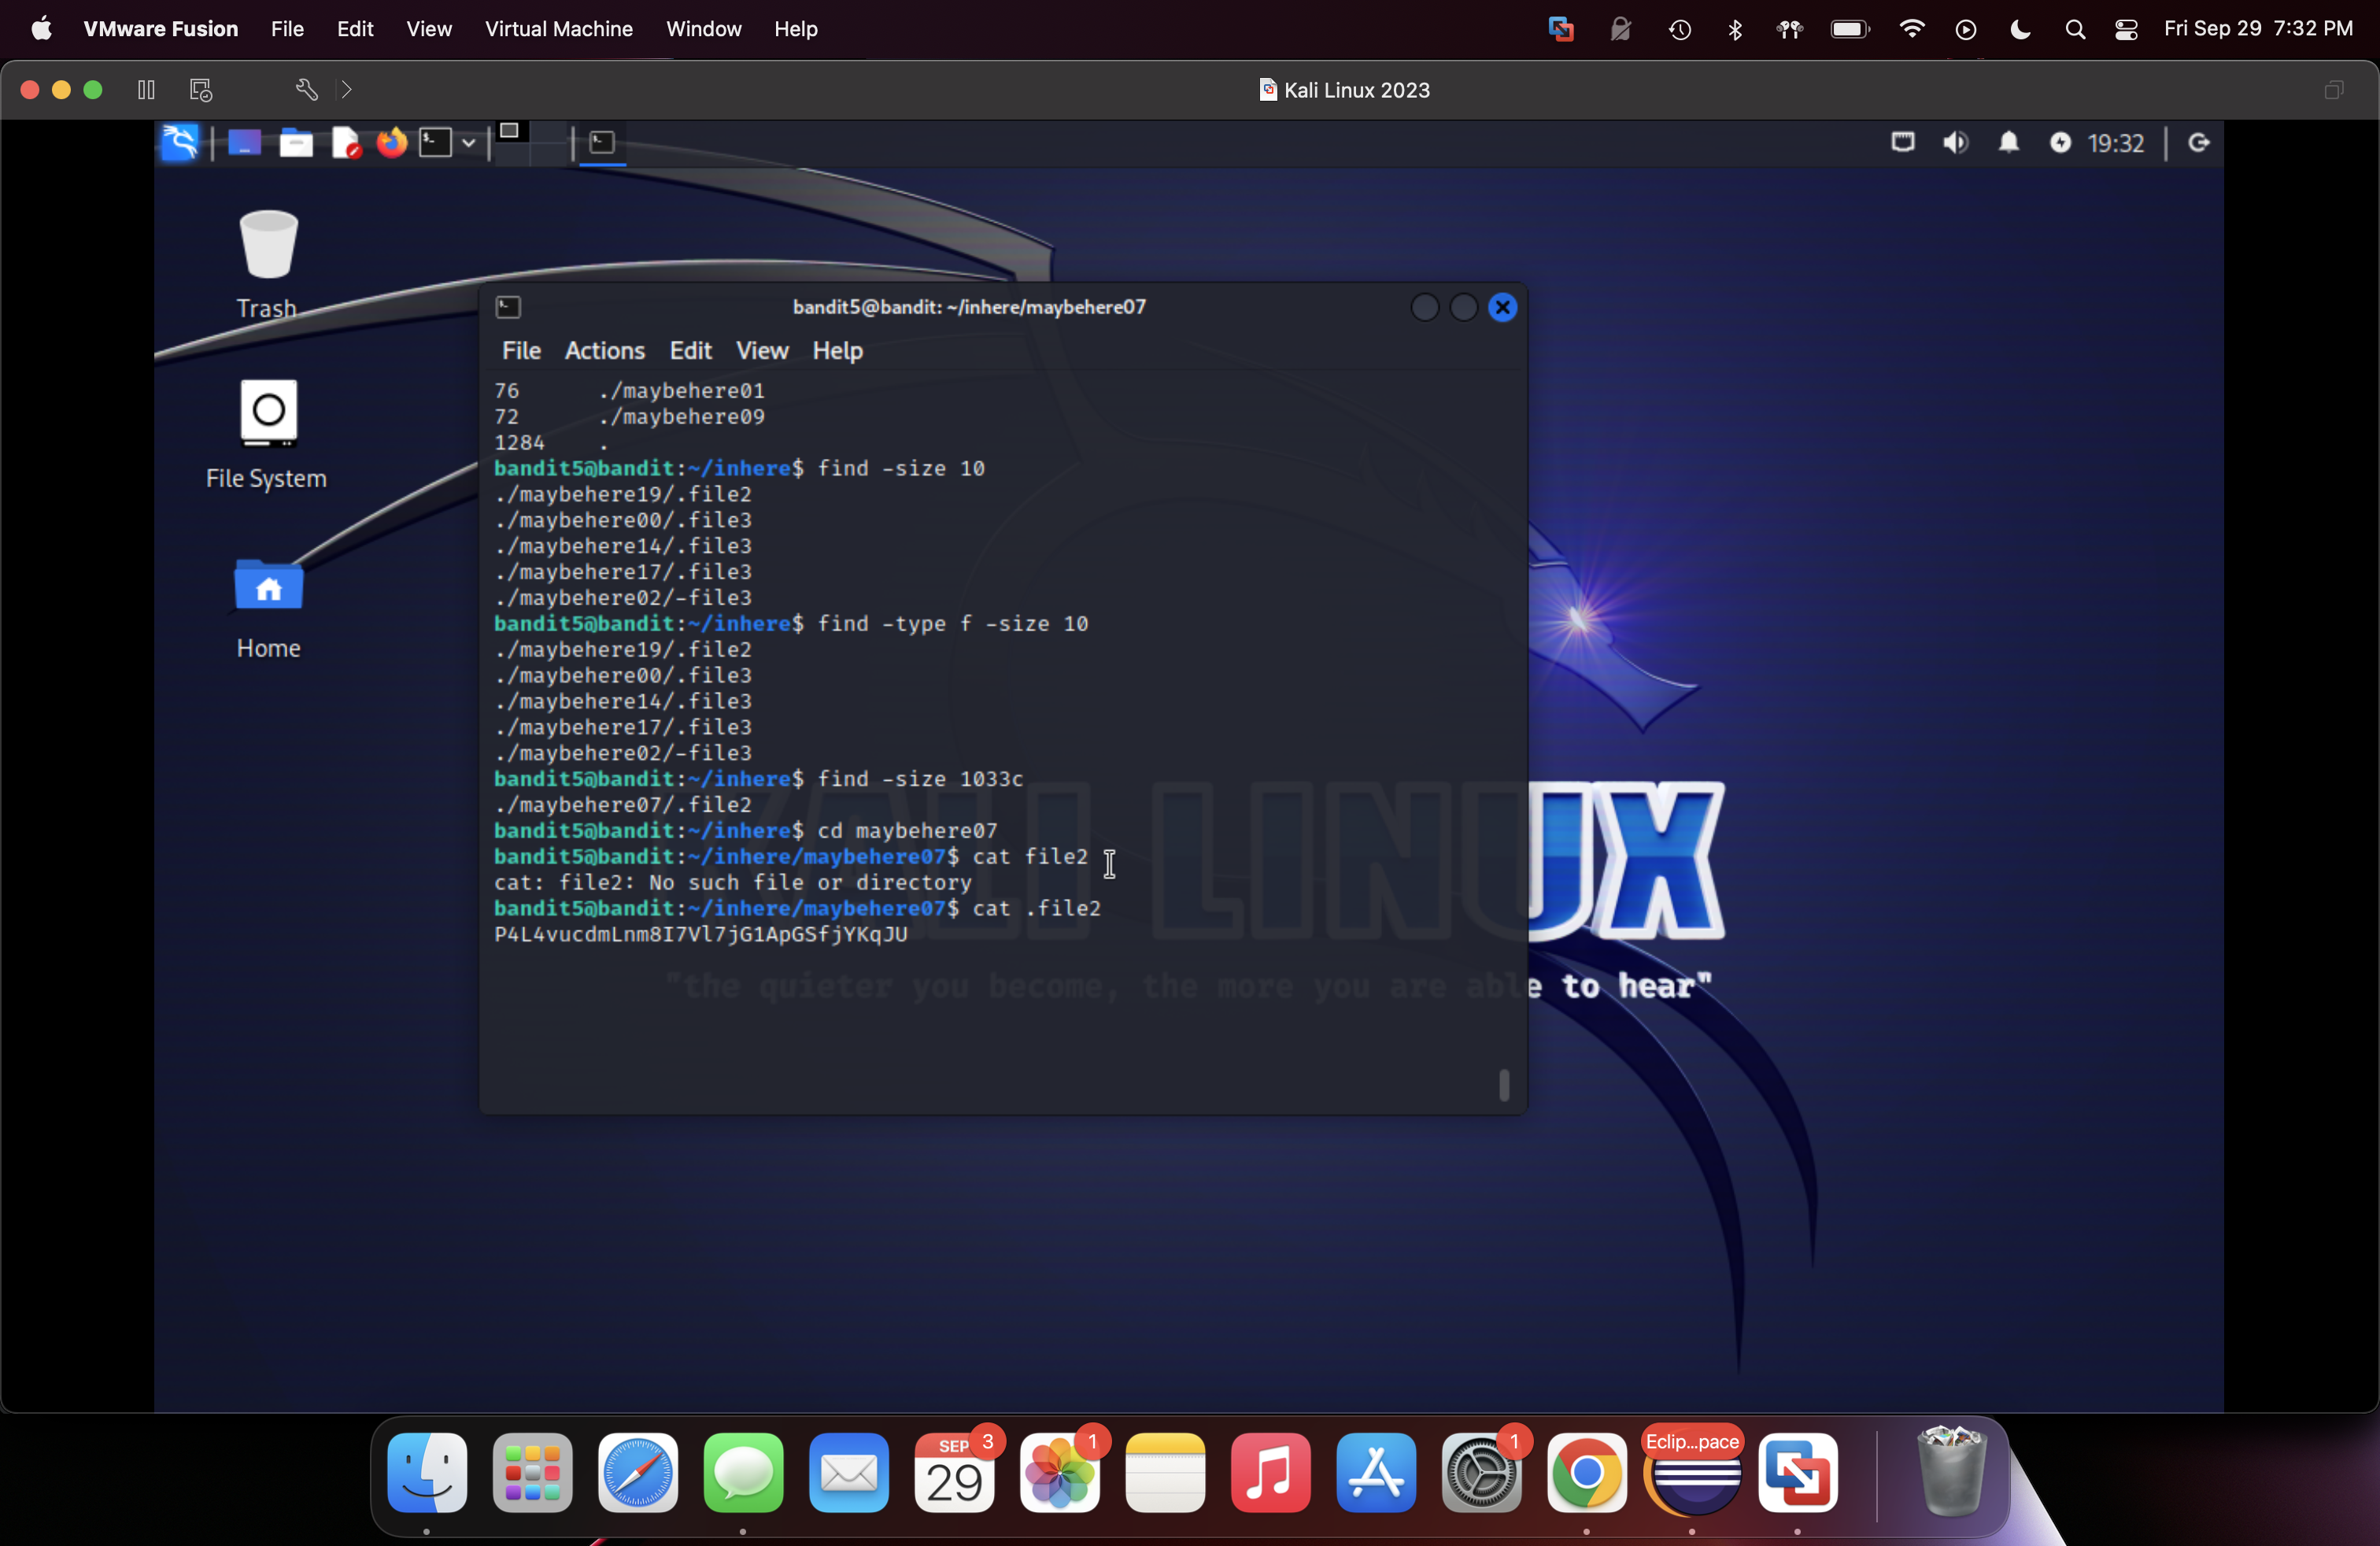 VMware Fusion File Edit View Virtual Machine Window Help Fri Sep 29 7:32 PM
Kali Linux 2023
19:32
Trash
File System
Home
bandit5@bandit: ~/inhere/maybehere07
File Actions Edit View Help
76 ./maybehere01
72 ./maybehere09
1284 .
bandit5@bandit:~/inhere$ find -size 10
./maybehere19/.file2
./maybehere00/.file3
./maybehere14/.file3
./maybehere17/.file3
./maybehere02/-file3
bandit5@bandit:~/inhere$ find -type f -size 10
./maybehere19/.file2
./maybehere00/.file3
./maybehere14/.file3
./maybehere17/.file3
./maybehere02/-file3
bandit5@bandit:~/inhere$ find -size 1033c
./maybehere07/.file2
bandit5@bandit:~/inhere$ cd maybehere07
bandit5@bandit:~/inhere/maybehere07$ cat file2
cat: file2: No such file or directory
bandit5@bandit:~/inhere/maybehere07$ cat .file2
P4L4vucdmLnm8I7Vl7jG1ApGSfjYKqJU
KALI LINUX
"the quieter you become, the more you are able to hear"
SEP 3 1 1 Eclip...pace
29